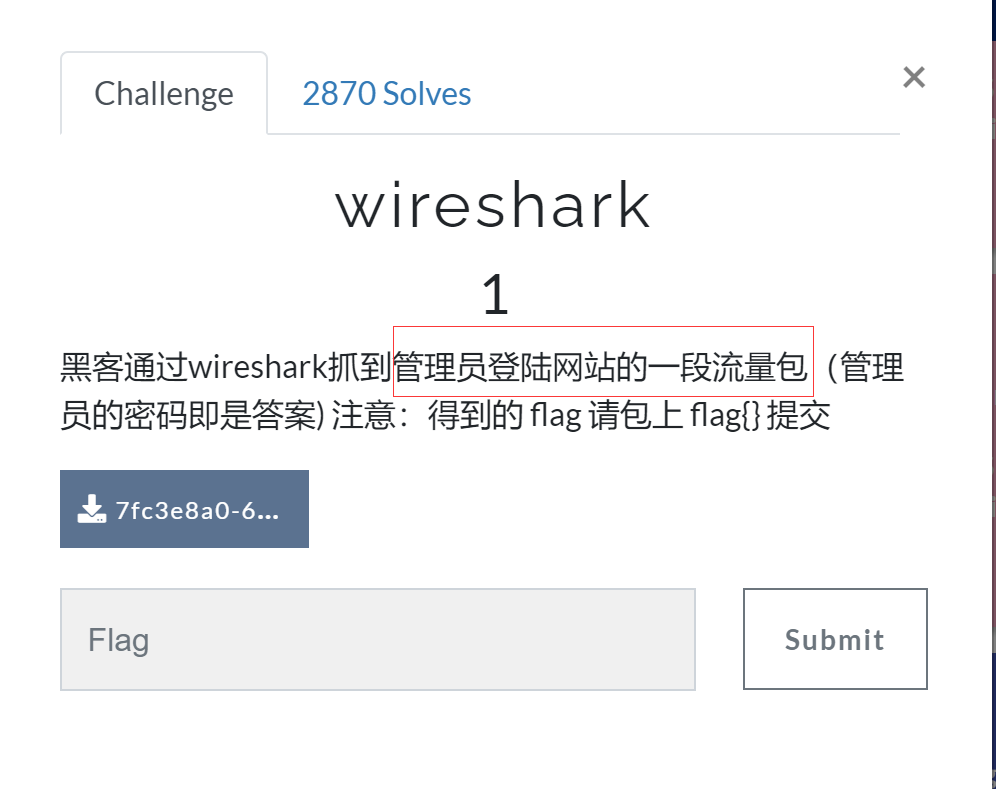 Challenge
2870 Solves
×
wireshark
1
黑客通过wireshark抓到管理员登陆网站的一段流量包（管理
员的密码即是答案) 注意：得到的 flag 请包上 flag{} 提交
7fc3e8a0-6...
Flag
Submit